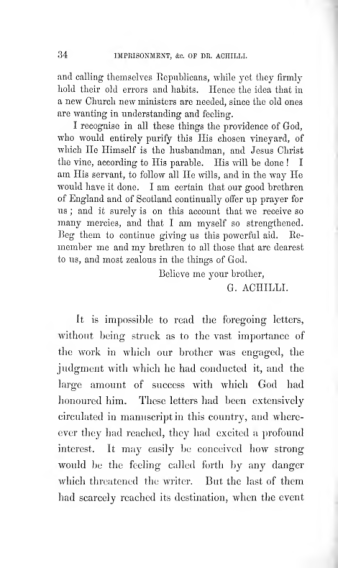 34 IMPRISONMENT, &c. OF DR. ACHILLI.
and calling themselves Republicans, while yet they firmly
hold their old errors and habits. Hence the idea that in
a new Church new ministers are needed, since the old ones
are wanting in understanding and feeling.
I recognise in all these things the providence of God,
who would entirely purify this His chosen vineyard, of
which He Himself is the husbandman, and Jesus Christ
the vine, according to His parable. His will be done ! I
am His servant, to follow all He wills, and in the way He
would have it done. I am certain that our good brethren
of England and of Scotland continually offer up prayer for
us ; and it surely is on this account that we receive so
many mercies, and that I am myself so strengthened.
Beg them to continue giving us this powerful aid. Re-
member me and my brethren to all those that are dearest
to us, and most zealous in the things of God.
Believe me your brother,
G. ACHILLI.
It is impossible to read the foregoing letters,
without being struck as to the vast importance of
the work in which our brother was engaged, the
judgment with which he had conducted it, and the
large amount of success with which God had
honoured him. These letters had been extensively
circulated in manuscript in this country, and where-
ever they had reached, they had excited a profound
interest. It may easily be conceived how strong
would be the feeling called forth by any danger
which threatened the writer. But the last of them
had scarcely reached its destination, when the event